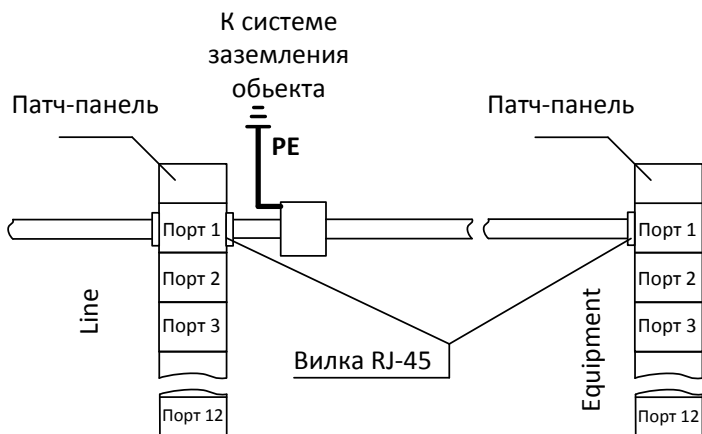 К системе
заземления
обьекта
Патч-панель
Патч-панель
PE
Порт 1
Порт 1
Порт 2
Порт 2
Line
Equipment
Порт 3
Порт 3
Вилка RJ-45
Порт 12
Порт 12